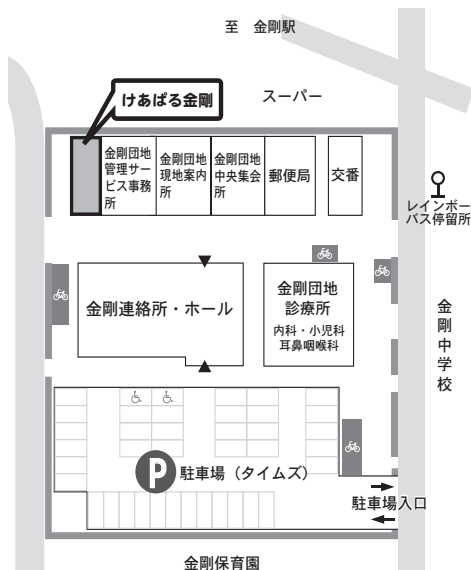 至　金剛駅
けあぱる金剛
スーパー
金剛団地
管理サー
ビス事務
所
金剛団地
現地案内
所
金剛団地
中央集会
所
郵便局
交番
レインボー
バス停留所
金剛連絡所・ホール
金剛団地
診療所
内科・小児科
耳鼻咽喉科
金剛中学校
P 駐車場（タイムズ）
駐車場入口
金剛保育園